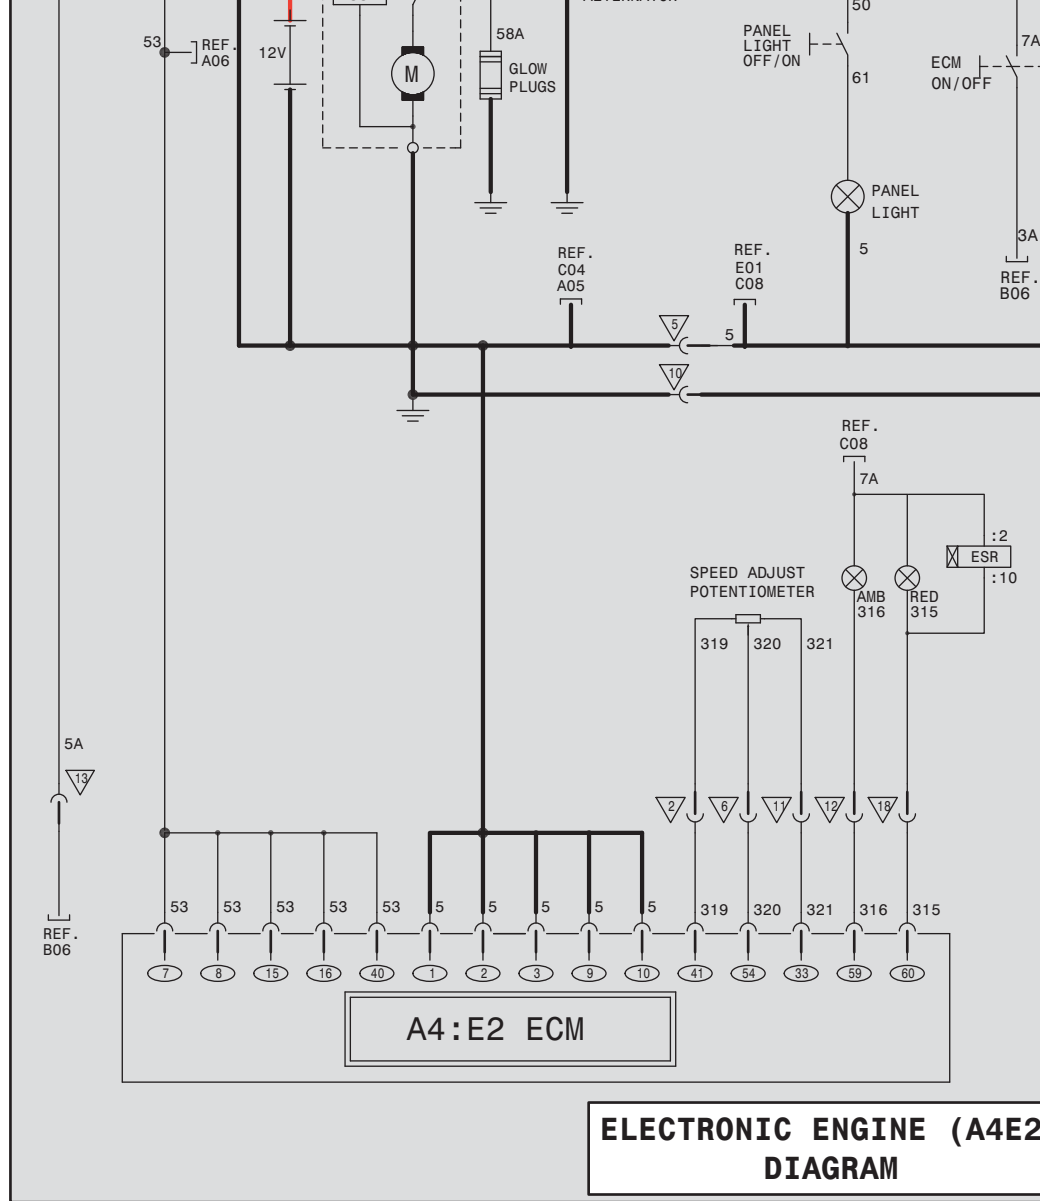 50
58A
PANEL
LIGHT
OFF/ON
7A
53
REF.
A06
12V
M
GLOW
PLUGS
61
ECM
ON/OFF
PANEL
LIGHT
3A
5
REF.
C04
A05
REF.
E01
C08
REF.
B06
5
5
10
REF.
C08
7A
:2
ESR
:10
SPEED ADJUST
POTENTIOMETER
AMB
316
RED
315
319
320
321
5A
13
2
6
11
12
18
53
53
53
53
53
5
5
5
5
5
319
320
321
316
315
REF.
B06
7
8
15
16
40
1
2
3
9
10
41
54
33
59
60
A4:E2 ECM
ELECTRONIC ENGINE (A4E2
DIAGRAM